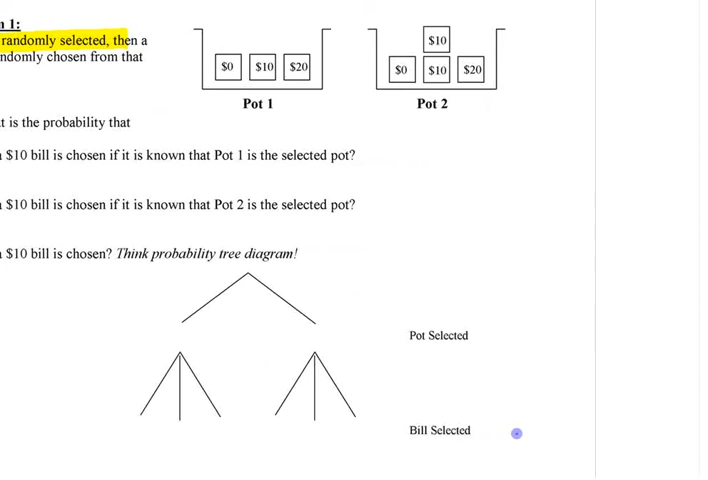 1:
randomly selected, then a
ndomly chosen from that
$0 $10 $20
Pot 1
$10
$0 $10 $20
Pot 2
t is the probability that
$10 bill is chosen if it is known that Pot 1 is the selected pot?
$10 bill is chosen if it is known that Pot 2 is the selected pot?
$10 bill is chosen? Think probability tree diagram!
Pot Selected
Bill Selected